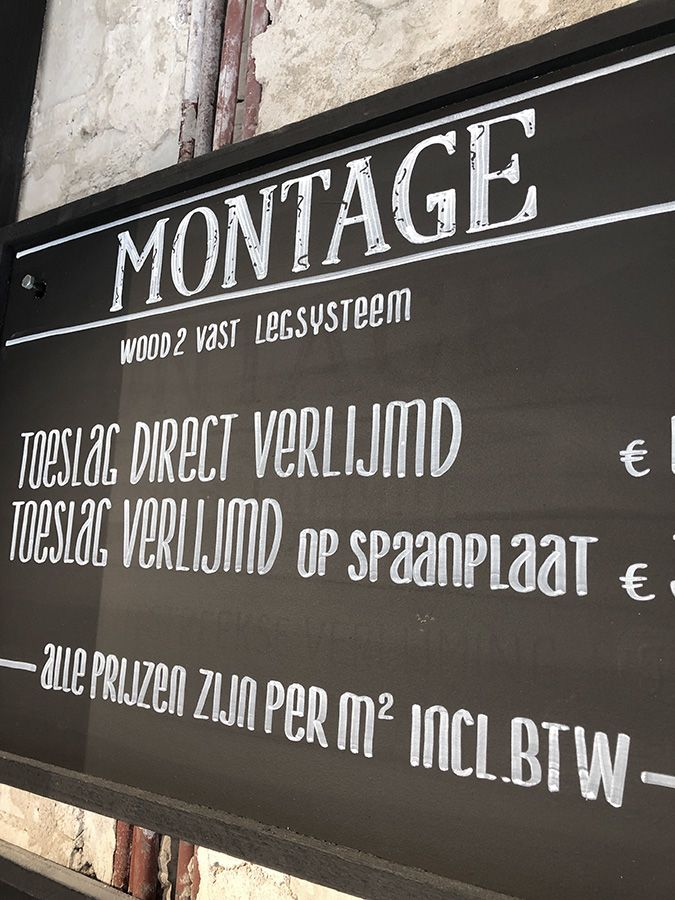 MONTAGE
WOOD2 VAST LEGSYSTEEM
TOESLAG DIRECT VERLIJMD €
TOESLAG VERLIJMD OP SPAANPLAAT €
ALLE PRIJZEN ZIJN PER M² INCL.BTW